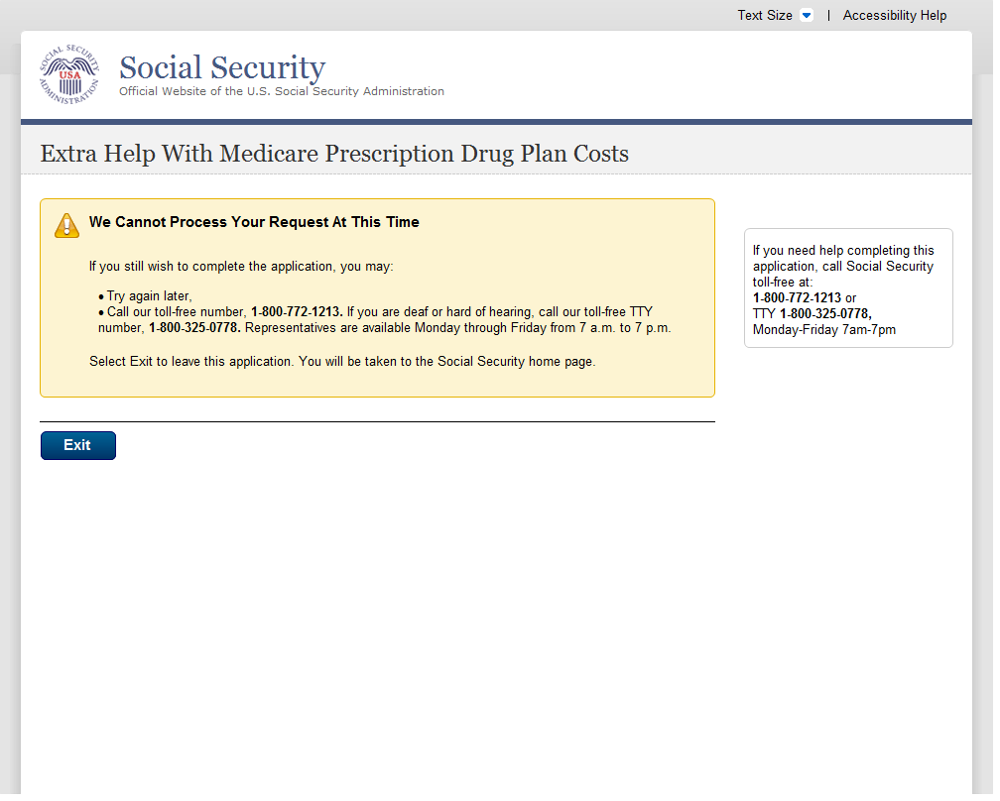 Text Size | Accessibility Help
SOCIAL SECURITY ADMINISTRATION
USA
Social Security
Official Website of the U.S. Social Security Administration
Extra Help With Medicare Prescription Drug Plan Costs
We Cannot Process Your Request At This Time
If you still wish to complete the application, you may:
• Try again later,
• Call our toll-free number, 1-800-772-1213. If you are deaf or hard of hearing, call our toll-free TTY
number, 1-800-325-0778. Representatives are available Monday through Friday from 7 a.m. to 7 p.m.
Select Exit to leave this application. You will be taken to the Social Security home page.
If you need help completing this
application, call Social Security
toll-free at:
1-800-772-1213 or
TTY 1-800-325-0778,
Monday-Friday 7am-7pm
Exit